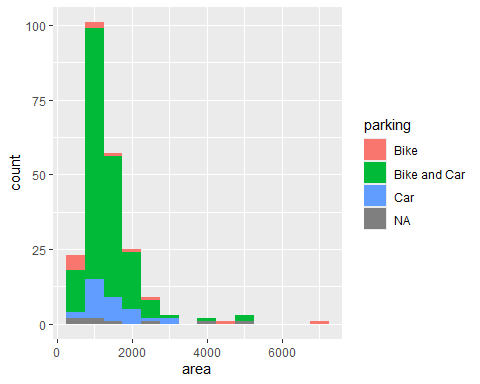 100
75
50
25
0
count
0
2000
4000
6000
area
parking
Bike
Bike and Car
Car
NA